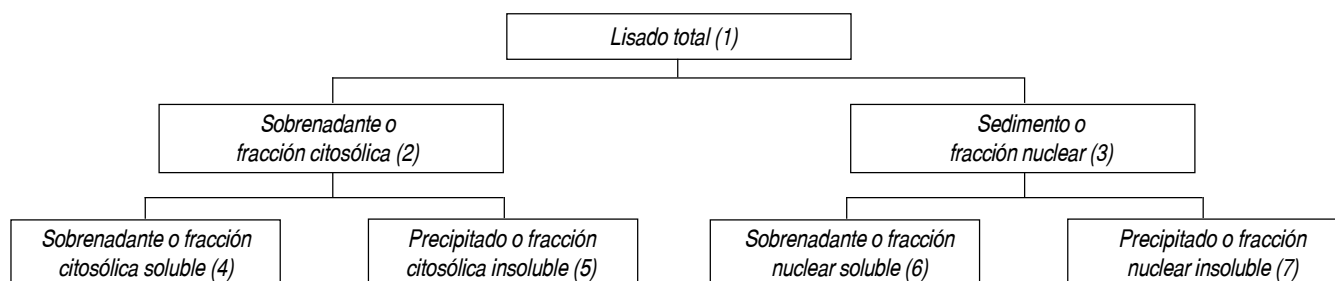 Lisado total (1)
Sobrenadante o
fracción citosólica (2)
Sedimento o
fracción nuclear (3)
Sobrenadante o fracción
citosólica soluble (4)
Precipitado o fracción
citosólica insoluble (5)
Sobrenadante o fracción
nuclear soluble (6)
Precipitado o fracción
nuclear insoluble (7)